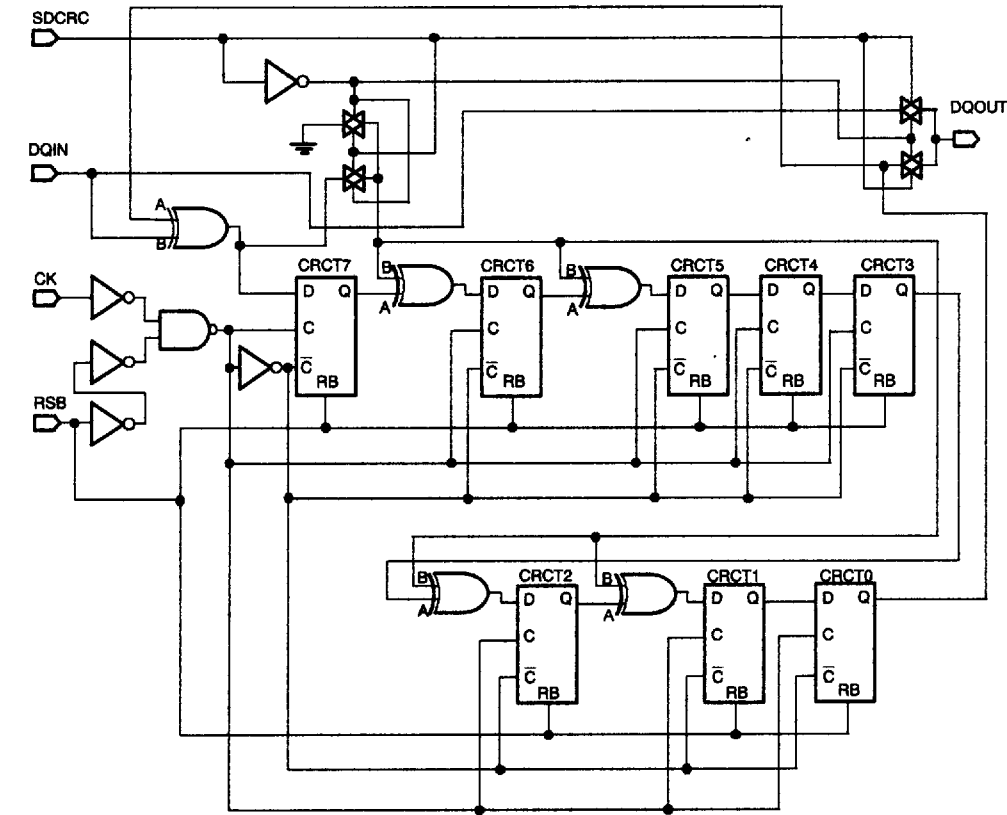 SDCRC
DQOUT
DQIN
A
B
CK
CRCT7
D Q
C
C̅
RB
B
A
CRCT6
D Q
C
C̅
RB
B
A
CRCT5
D Q
C
C̅
RB
CRCT4
D Q
C
C̅
RB
CRCT3
D Q
C
C̅
RB
RSB
B
A
CRCT2
D Q
C
C̅
RB
B
A
CRCT1
D Q
C
C̅
RB
CRCT0
D Q
C
C̅
RB